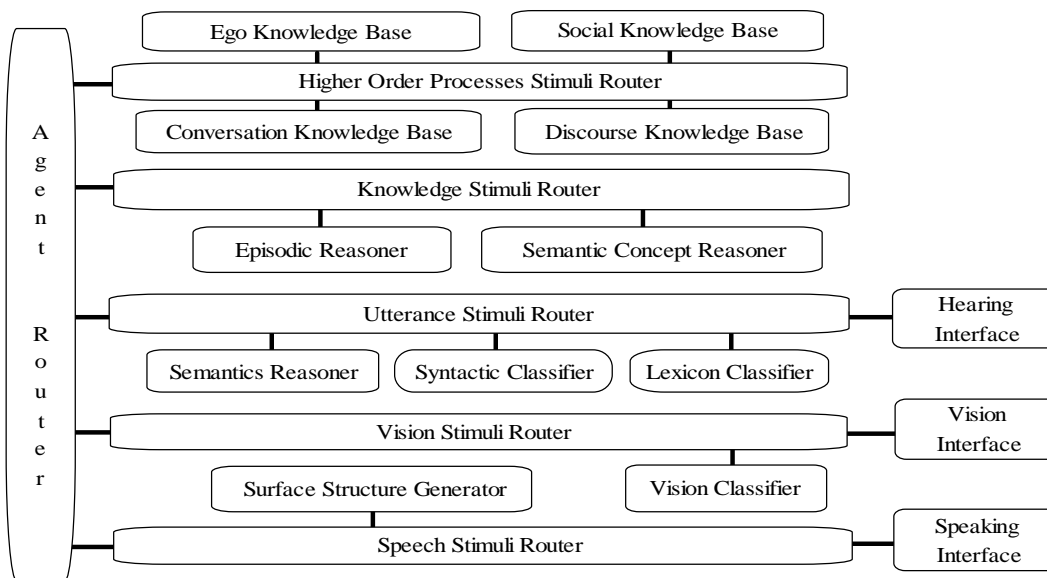 Ego Knowledge Base
Social Knowledge Base
Higher Order Processes Stimuli Router
Conversation Knowledge Base
Discourse Knowledge Base
Agent Router
Knowledge Stimuli Router
Episodic Reasoner
Semantic Concept Reasoner
Utterance Stimuli Router
Hearing
Interface
Semantics Reasoner
Syntactic Classifier
Lexicon Classifier
Vision Stimuli Router
Vision
Interface
Surface Structure Generator
Vision Classifier
Speech Stimuli Router
Speaking
Interface